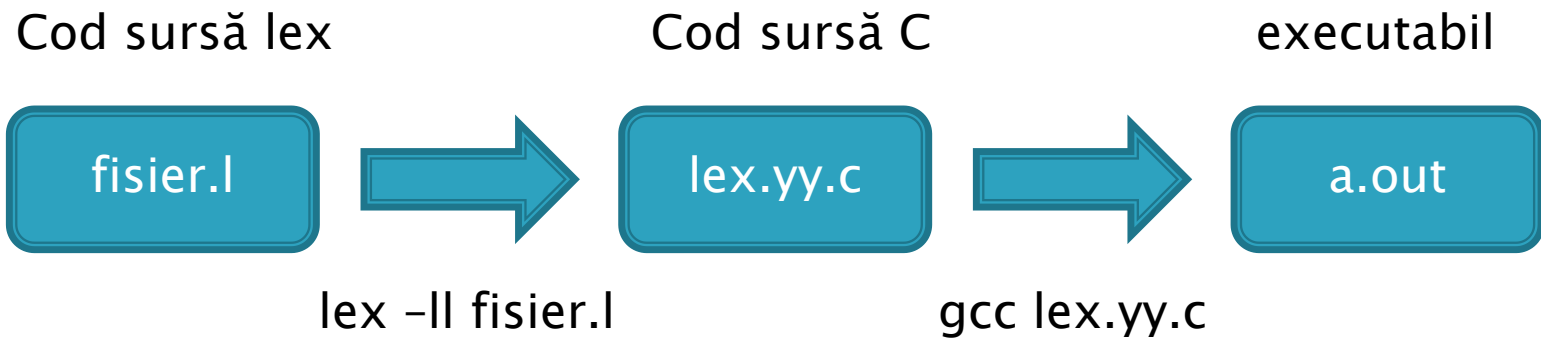 Cod sursă lex
Cod sursă C
executabil
fisier.l
lex.yy.c
a.out
lex –ll fisier.l
gcc lex.yy.c